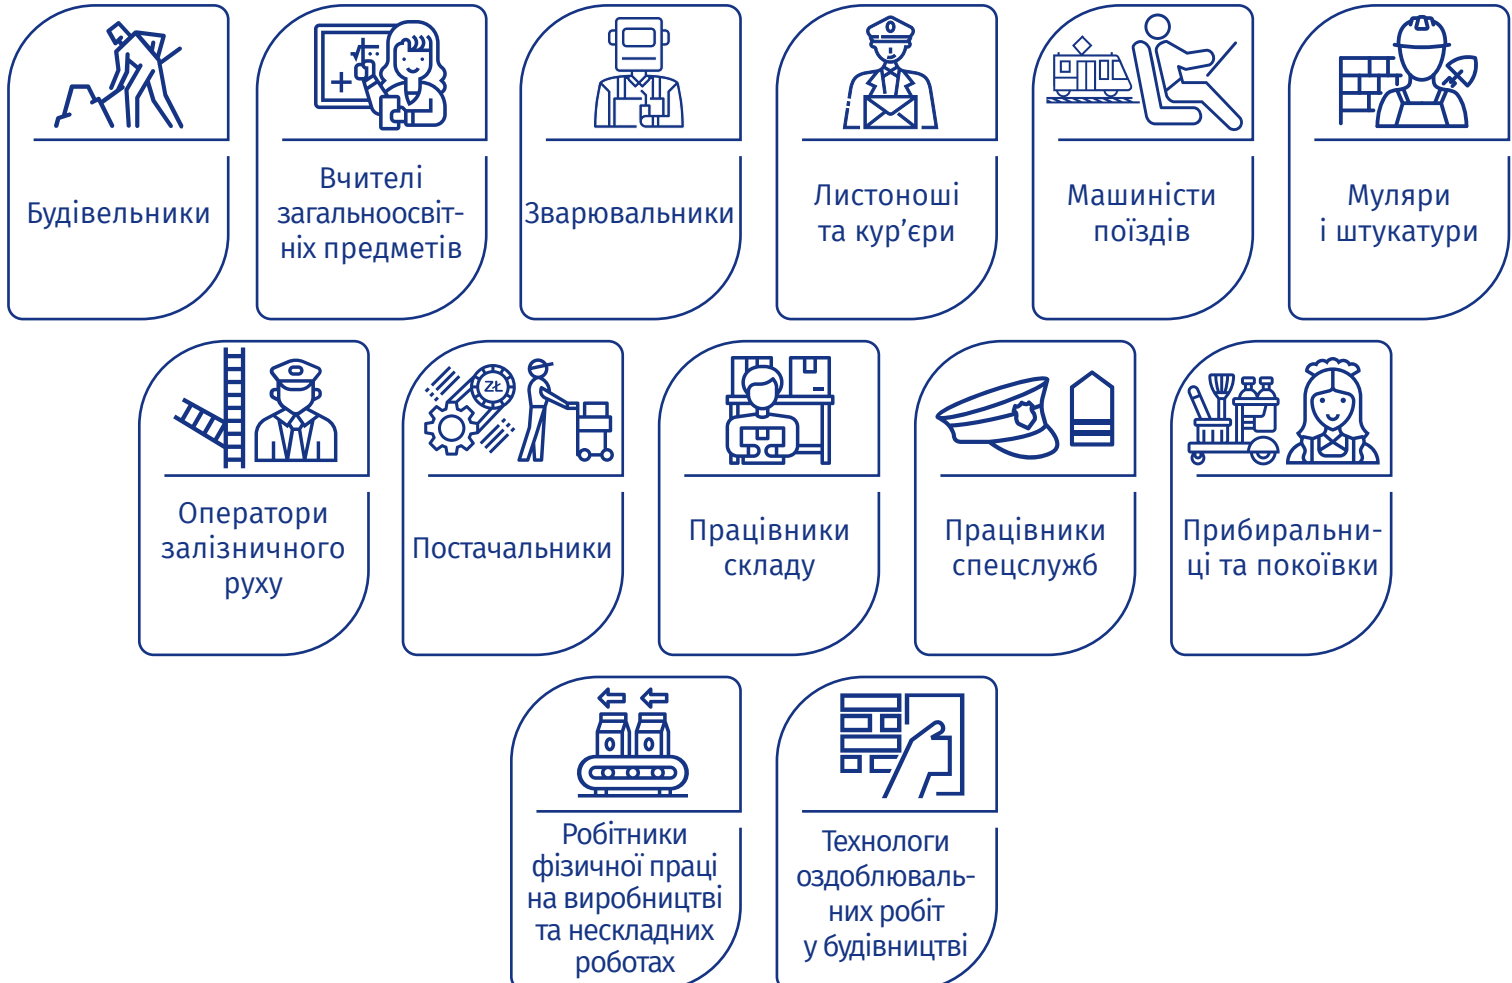 Будівельники
Вчителі
загальноосвіт-
ніх предметів
Зварювальники
Листоноші
та кур’єри
Машиністи
поїздів
Муляри
і штукатури
ZŁ
Оператори
залізничного
руху
Постачальники
Працівники
складу
Працівники
спецслужб
Прибиральни-
ці та покоївки
Робітники
фізичної праці
на виробництві
та нескладних
роботах
Технологи
оздоблюваль-
них робіт
у будівництві